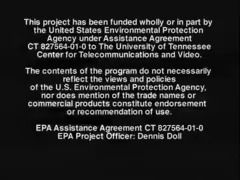 This project has been funded wholly or in part by
the United States Environmental Protection
Agency under Assistance Agreement
CT 827564-01-0 to The University of Tennessee
Center for Telecommunications and Video.
The contents of the program do not necessarily
reflect the views and policies
of the U.S. Environmental Protection Agency,
nor does mention of the trade names or
commercial products constitute endorsement
or recommendation of use.
EPA Assistance Agreement CT 827564-01-0
EPA Project Officer: Dennis Doll